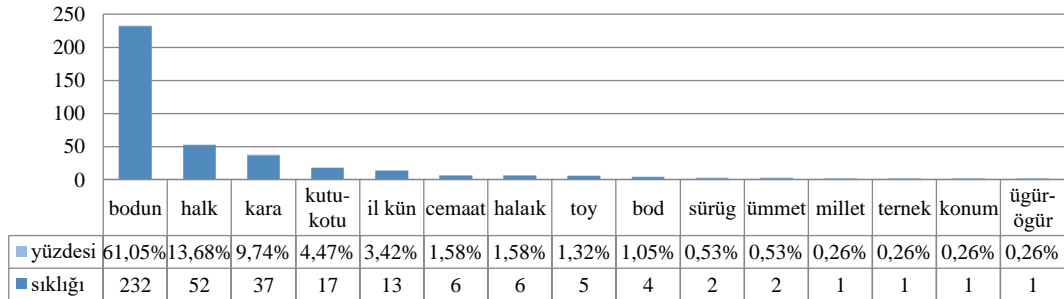 250
200
150
100
50
0
bodun halk kara kutu-kotu il kün cemaat halaık toy bod sürüg ümmet millet ternek konum ügür-ögür
yüzdesi 61,05% 13,68% 9,74% 4,47% 3,42% 1,58% 1,58% 1,32% 1,05% 0,53% 0,53% 0,26% 0,26% 0,26% 0,26%
sıklığı 232 52 37 17 13 6 6 5 4 2 2 1 1 1 1